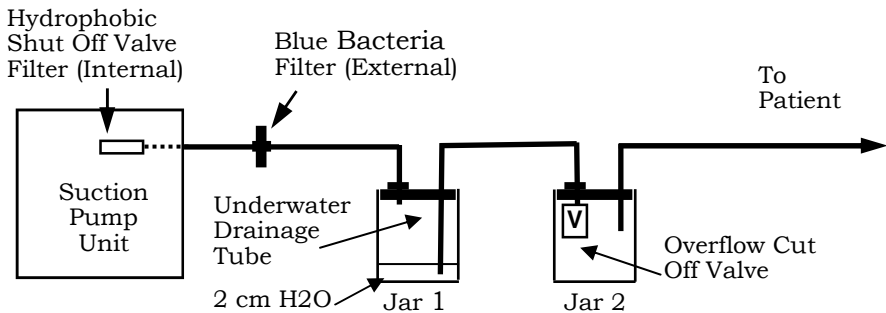 Hydrophobic
Shut Off Valve
Filter (Internal)
Blue Bacteria
Filter (External)
To
Patient
Suction
Pump
Unit
Underwater
Drainage
Tube
2 cm H2O
Jar 1
V
Overflow Cut
Off Valve
Jar 2